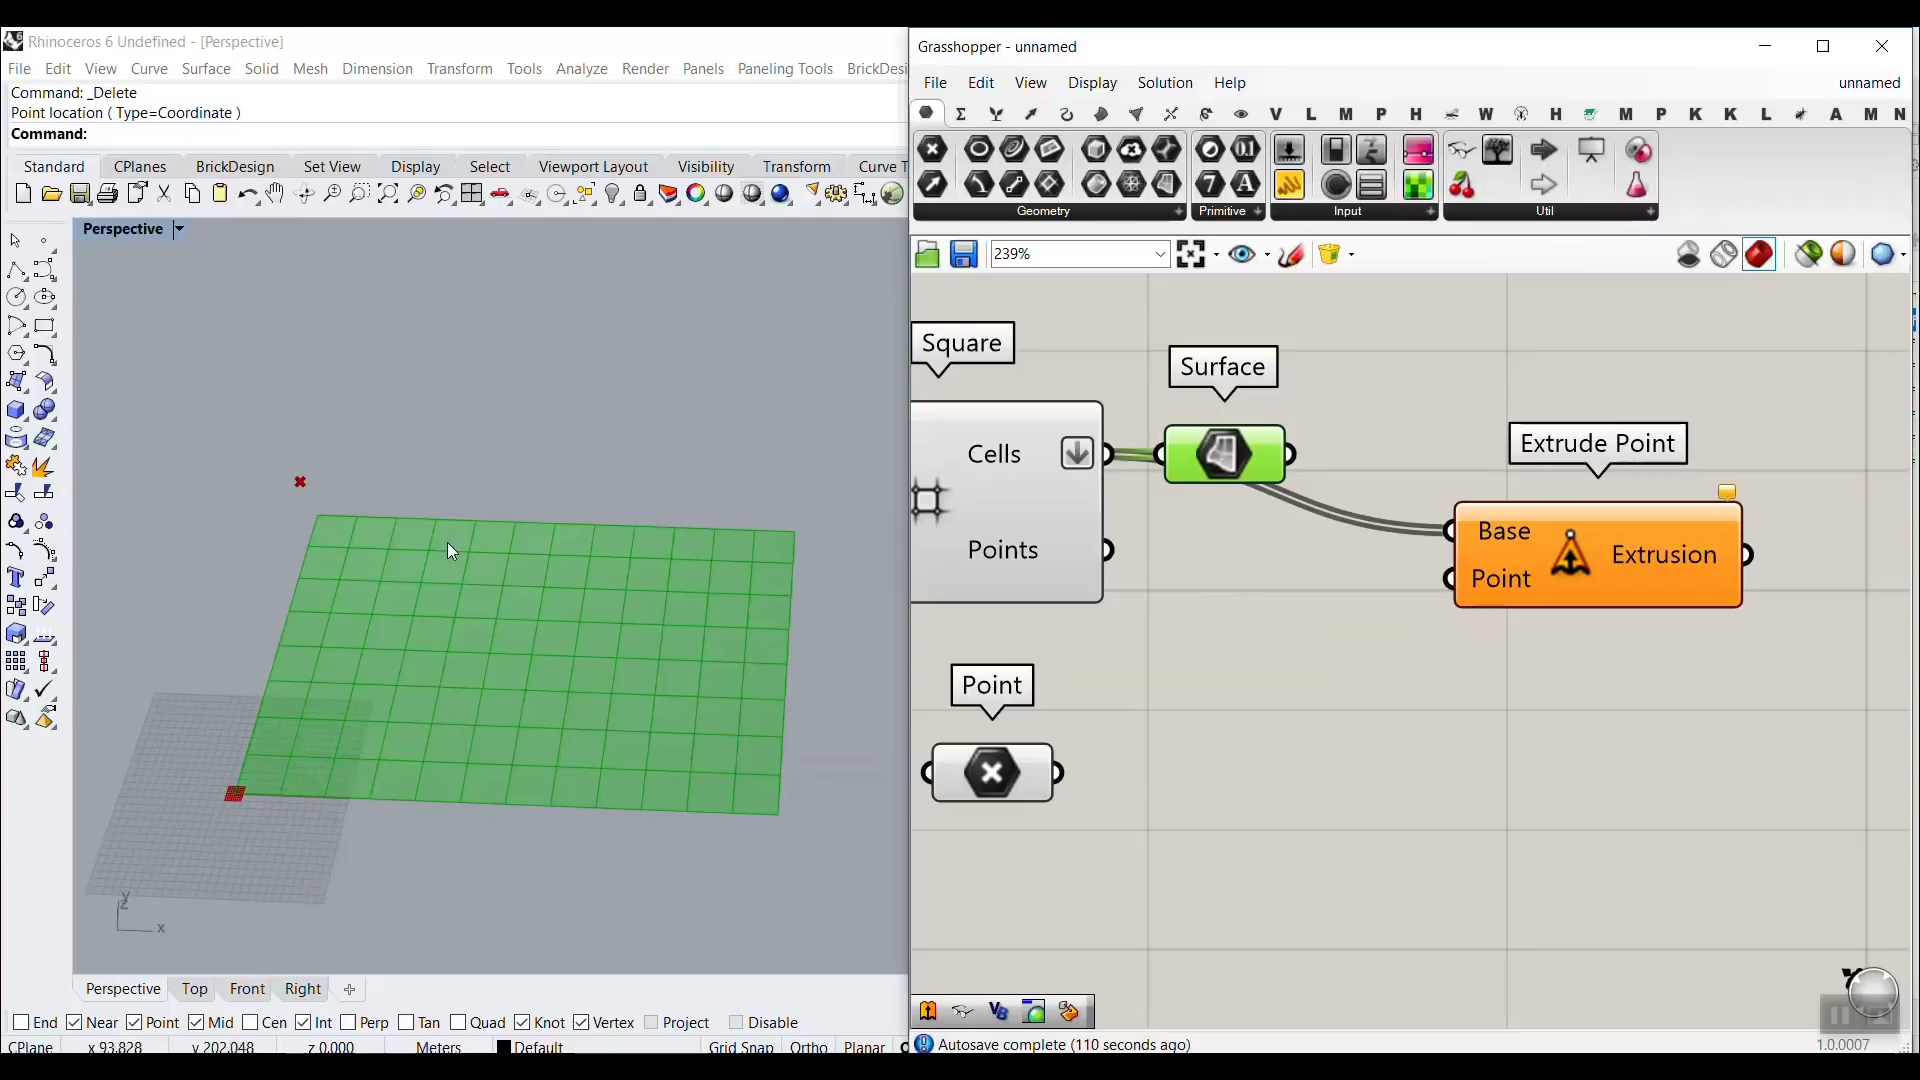 Rhinoceros 6 Undefined - [Perspective]
File Edit View Curve Surface Solid Mesh Dimension Transform Tools Analyze Render Panels Paneling Tools BrickDesi
Command: _Delete
Point location ( Type=Coordinate )
Command:
Standard CPlanes BrickDesign Set View Display Select Viewport Layout Visibility Transform Curve T
Perspective
y
z
x
Perspective Top Front Right
End Near Point Mid Cen Int Perp Tan Quad Knot Vertex Project Disable
CPlane x 93.828 y 202.048 z 0.000 Meters Default Grid Snap Ortho Planar
Grasshopper - unnamed
File Edit View Display Solution Help unnamed
V L M P H W H M P K K L A M N
Geometry Primitive Input Util
239%
Square
Surface
Extrude Point
Cells
Points
Base
Point
Extrusion
Point
Autosave complete (110 seconds ago)
1.0.0007